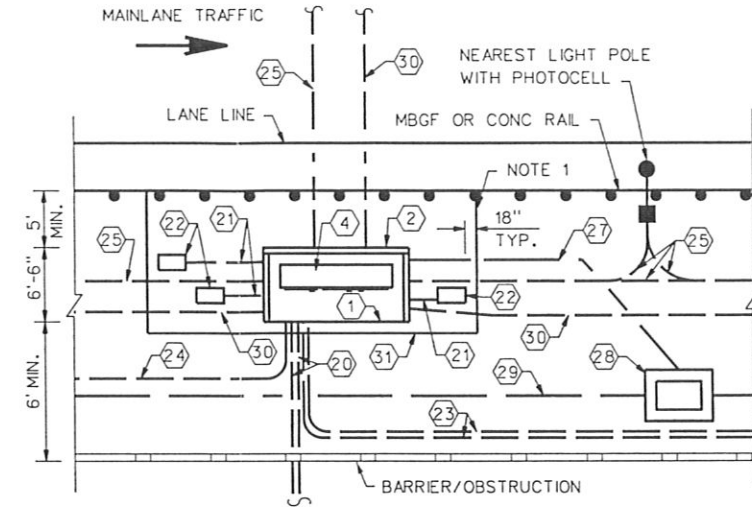 MAINLANE TRAFFIC
NEAREST LIGHT POLE
WITH PHOTOCELL
25
30
LANE LINE
MBGF OR CONC RAIL
NOTE 1
5'
MIN.
22
21
4
2
18"
TYP.
27
25
25
6'-6"
1
22
30
31
21
30
6' MIN.
24
20
29
28
23
BARRIER/OBSTRUCTION